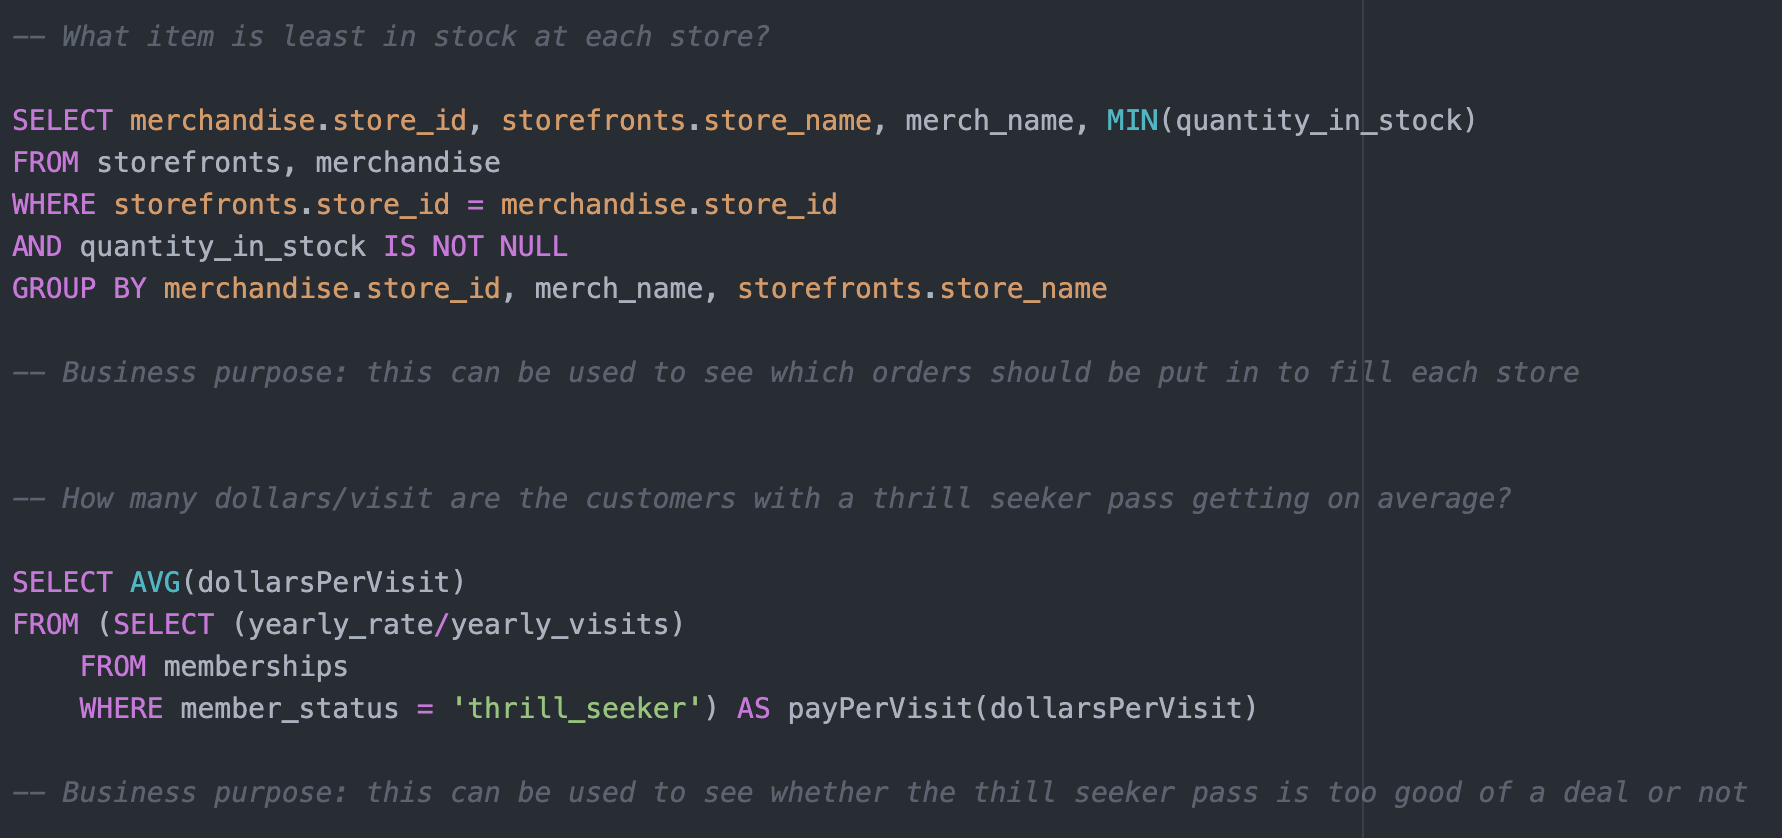 -- What item is least in stock at each store?
SELECT merchandise.store_id, storefronts.store_name, merch_name, MIN(quantity_in_stock)
FROM storefronts, merchandise
WHERE storefronts.store_id = merchandise.store_id
AND quantity_in_stock IS NOT NULL
GROUP BY merchandise.store_id, merch_name, storefronts.store_name
-- Business purpose: this can be used to see which orders should be put in to fill each store
-- How many dollars/visit are the customers with a thrill seeker pass getting on average?
SELECT AVG(dollarsPerVisit)
FROM (SELECT (yearly_rate/yearly_visits)
    FROM memberships
    WHERE member_status = 'thrill_seeker') AS payPerVisit(dollarsPerVisit)
-- Business purpose: this can be used to see whether the thill seeker pass is too good of a deal or not